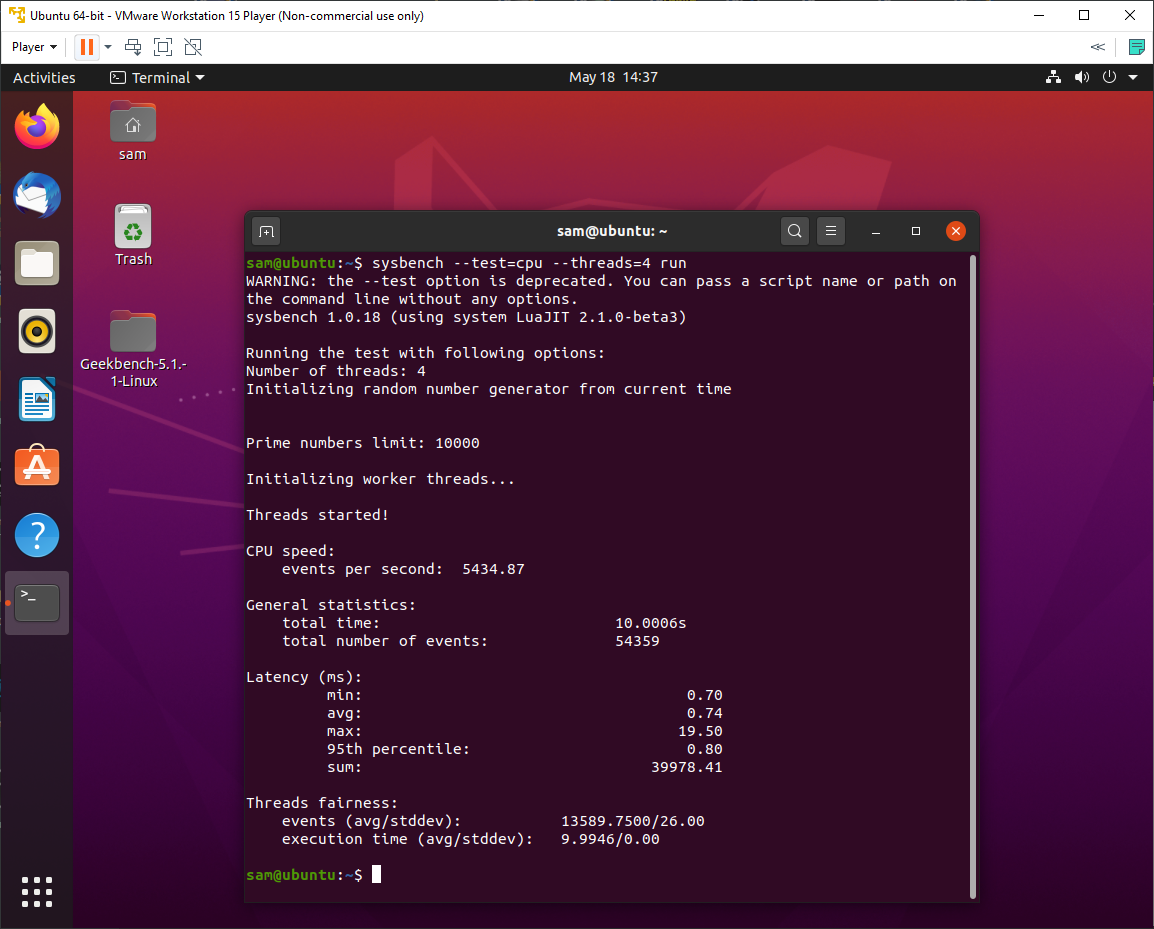 Ubuntu 64-bit - VMware Workstation 15 Player (Non-commercial use only)
Player
Activities
Terminal
May 18 14:37
sam
Trash
Geekbench-5.1.-
1-Linux
sam@ubuntu: ~
sam@ubuntu:~$ sysbench --test=cpu --threads=4 run
WARNING: the --test option is deprecated. You can pass a script name or path on
the command line without any options.
sysbench 1.0.18 (using system LuaJIT 2.1.0-beta3)
Running the test with following options:
Number of threads: 4
Initializing random number generator from current time
Prime numbers limit: 10000
Initializing worker threads...
Threads started!
CPU speed:
events per second: 5434.87
General statistics:
total time: 10.0006s
total number of events: 54359
Latency (ms):
min: 0.70
avg: 0.74
max: 19.50
95th percentile: 0.80
sum: 39978.41
Threads fairness:
events (avg/stddev): 13589.7500/26.00
execution time (avg/stddev): 9.9946/0.00
sam@ubuntu:~$